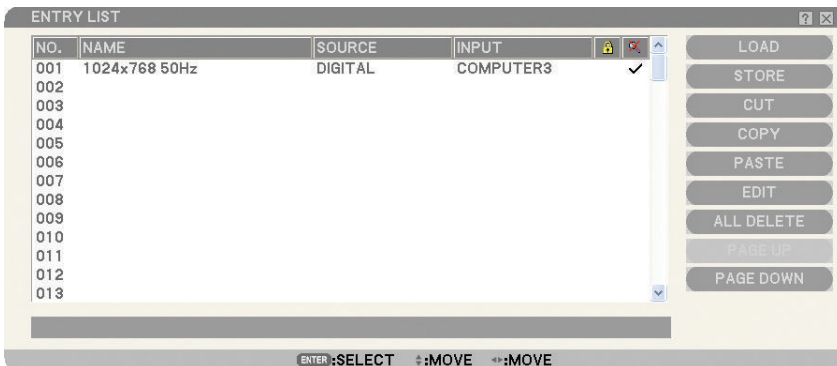 ENTRY LIST
NO. NAME SOURCE INPUT
001 1024x768 50Hz DIGITAL COMPUTER3
002
003
004
005
006
007
008
009
010
011
012
013
LOAD
STORE
CUT
COPY
PASTE
EDIT
ALL DELETE
PAGE UP
PAGE DOWN
ENTER :SELECT :MOVE :MOVE